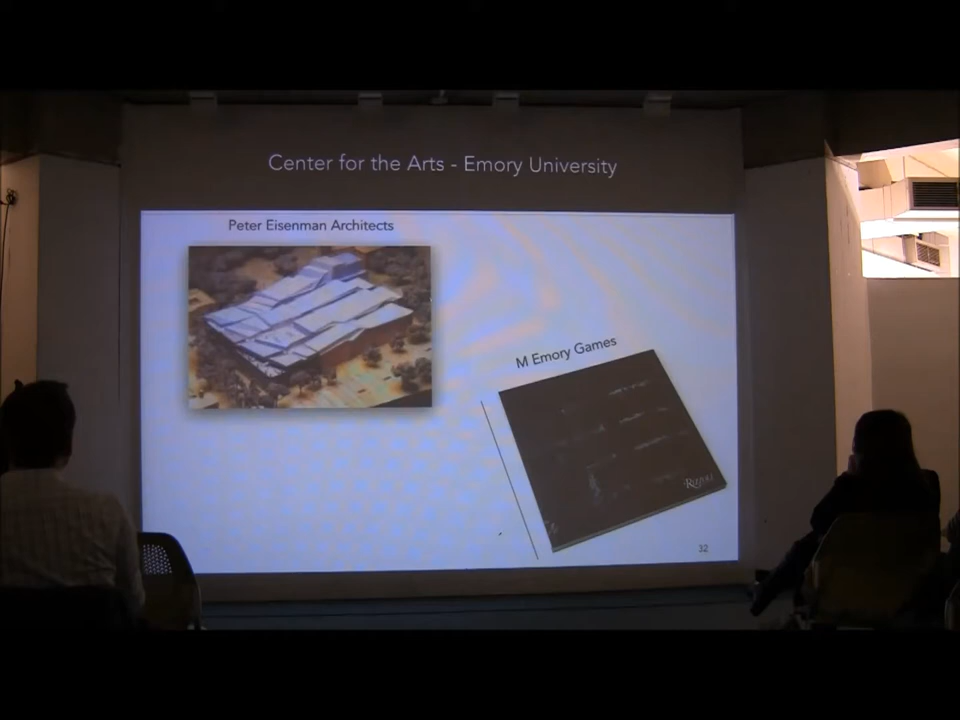 Center for the Arts - Emory University
Peter Eisenman Architects
M Emory Games
32